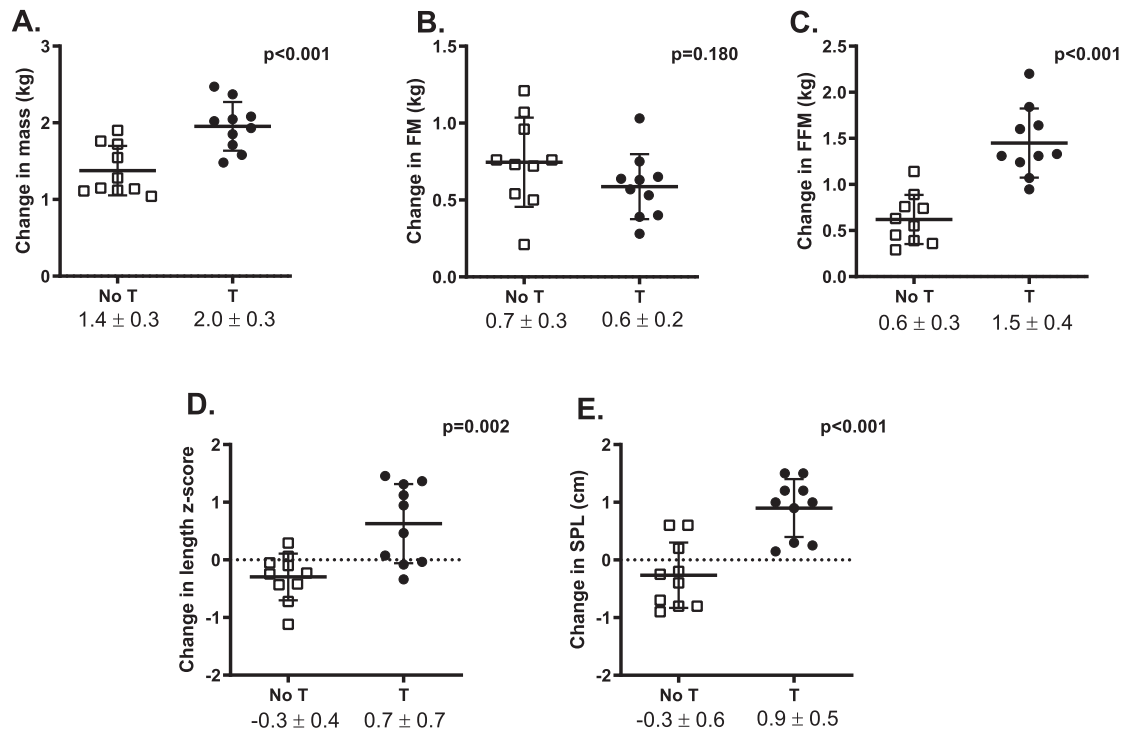 A.
p<0.001
Change in mass (kg)
3
2
1
0
No T
T
1.4 ± 0.3
2.0 ± 0.3
B.
p=0.180
Change in FM (kg)
1.5
1.0
0.5
0.0
No T
T
0.7 ± 0.3
0.6 ± 0.2
C.
p<0.001
Change in FFM (kg)
2.5
2.0
1.5
1.0
0.5
0.0
No T
T
0.6 ± 0.3
1.5 ± 0.4
D.
p=0.002
Change in length z-score
2
1
0
-1
-2
No T
T
-0.3 ± 0.4
0.7 ± 0.7
E.
p<0.001
Change in SPL (cm)
2
1
0
-1
-2
No T
T
-0.3 ± 0.6
0.9 ± 0.5